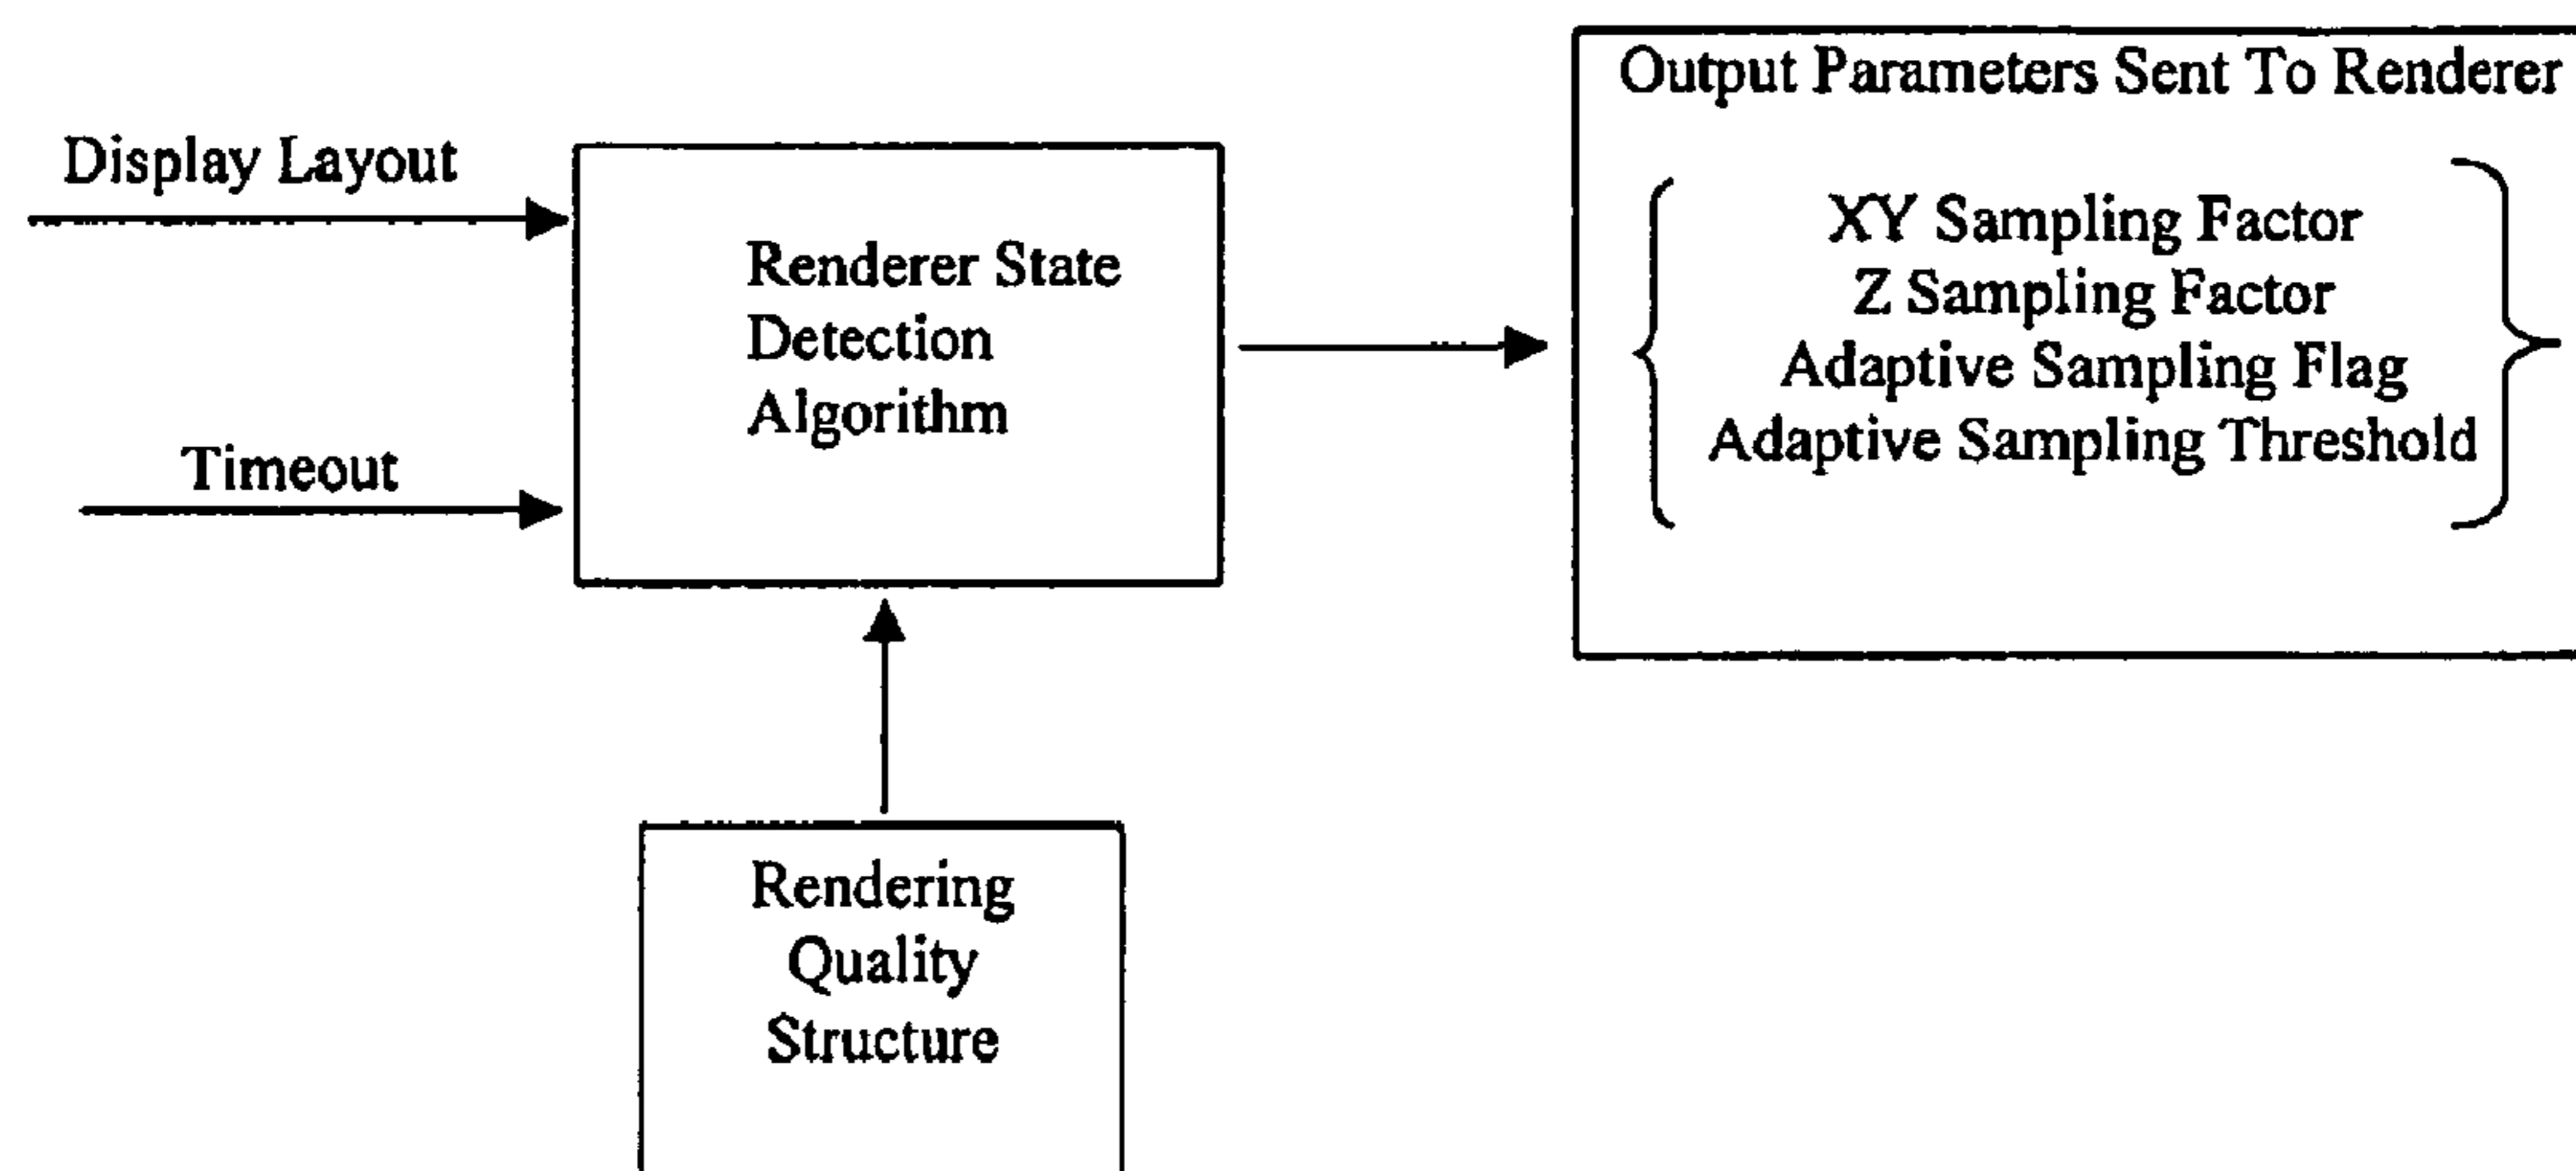 Output Parameters Sent To Renderer
Display Layout
Renderer State
Detection
Algorithm
Timeout
XY Sampling Factor
Z Sampling Factor
Adaptive Sampling Flag
Adaptive Sampling Threshold
Rendering
Quality
Structure